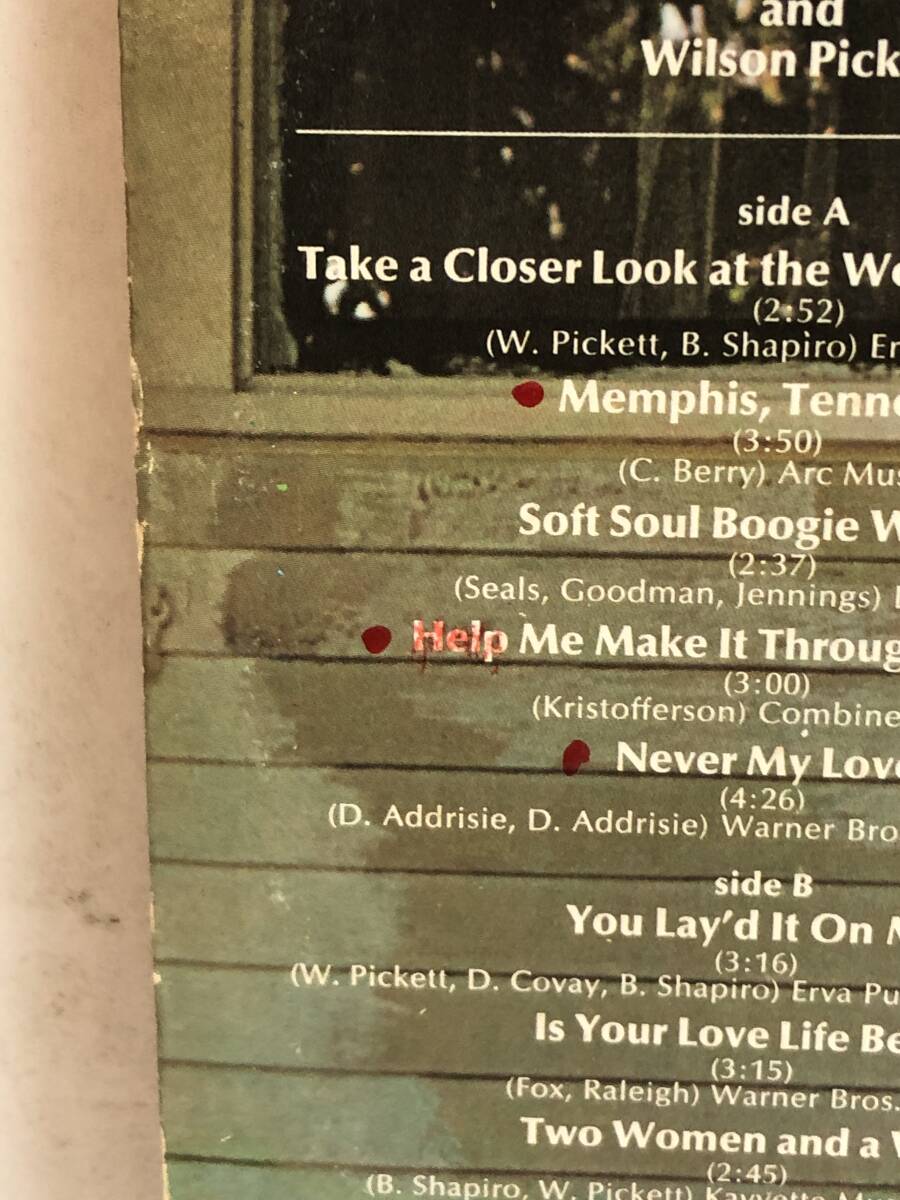 and
Wilson Pick
side A
Take a Closer Look at the Wo
(2:52)
(W. Pickett, B. Shapiro) Er
Memphis, Tenne
(3:50)
(C. Berry) Arc Mus
Soft Soul Boogie W
(2:37)
(Seals, Goodman, Jennings)
Help Me Make It Throug
(3:00)
(Kristofferson) Combine
Never My Love
(4:26)
(D. Addrisie, D. Addrisie) Warner Bro
side B
You Lay'd It On M
(3:16)
(W. Pickett, D. Covay, B. Shapiro) Erva Pu
Is Your Love Life Be
(3:15)
(Fox, Raleigh) Warner Bros.
Two Women and a W
(2:45)
(B. Shapiro, W. Pickett)